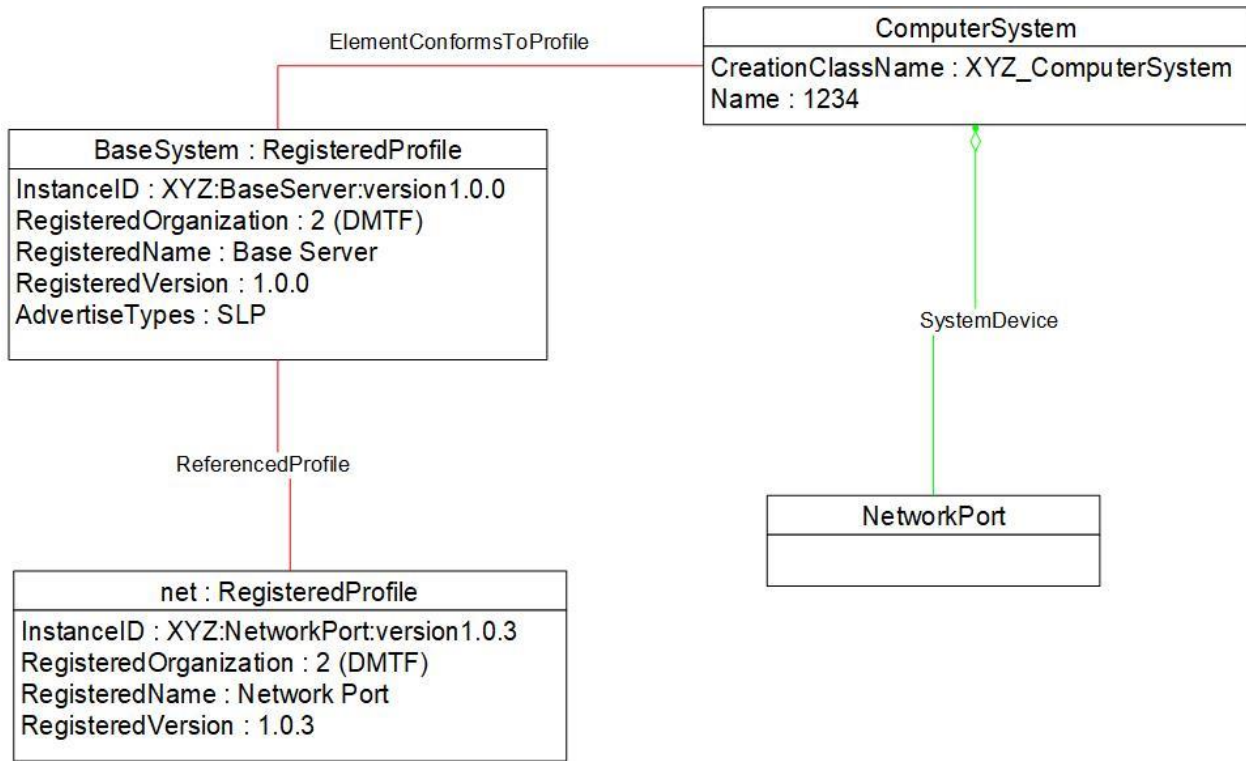 ElementConformsToProfile
ComputerSystem
CreationClassName : XYZ_ComputerSystem
Name : 1234
BaseSystem : RegisteredProfile
InstanceID : XYZ:BaseServer:version1.0.0
RegisteredOrganization : 2 (DMTF)
RegisteredName : Base Server
RegisteredVersion : 1.0.0
AdvertiseTypes : SLP
SystemDevice
ReferencedProfile
NetworkPort
net : RegisteredProfile
InstanceID : XYZ:NetworkPort:version1.0.3
RegisteredOrganization : 2 (DMTF)
RegisteredName : Network Port
RegisteredVersion : 1.0.3